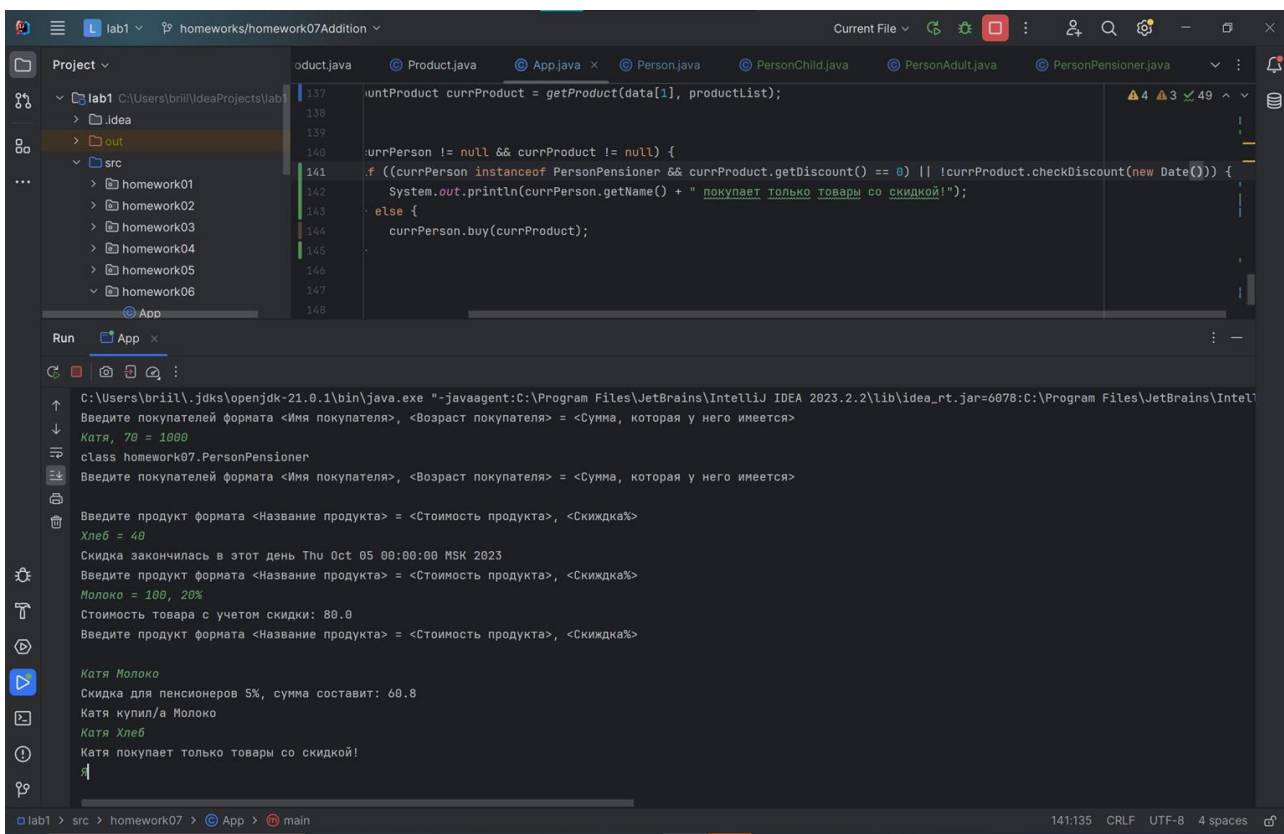 L lab1 homeworks/homework07Addition Current File
Project
oduct.java Product.java App.java × Person.java PersonChild.java PersonAdult.java PersonPensioner.java
lab1 C:\Users\briil\IdeaProjects\lab1
.idea
out
src
homework01
homework02
homework03
homework04
homework05
homework06
App
4 3 49
137 untProduct currProduct = getProduct(data[1], productList);
138
139
140 currPerson != null && currProduct != null) {
141 f ((currPerson instanceof PersonPensioner && currProduct.getDiscount() == 0) || !currProduct.checkDiscount(new Date())) {
142 System.out.println(currPerson.getName() + " покупает только товары со скидкой!");
143 else {
144 currPerson.buy(currProduct);
145
146
147
148
Run App ×
C:\Users\briil\.jdks\openjdk-21.0.1\bin\java.exe "-javaagent:C:\Program Files\JetBrains\IntelliJ IDEA 2023.2.2\lib\idea_rt.jar=6078:C:\Program Files\JetBrains\Intel
Введите покупателей формата <Имя покупателя>, <Возраст покупателя> = <Сумма, которая у него имеется>
Катя, 70 = 1000
class homework07.PersonPensioner
Введите покупателей формата <Имя покупателя>, <Возраст покупателя> = <Сумма, которая у него имеется>
Введите продукт формата <Название продукта> = <Стоимость продукта>, <Скиждка%>
Хлеб = 40
Скидка закончилась в этот день Thu Oct 05 00:00:00 MSK 2023
Введите продукт формата <Название продукта> = <Стоимость продукта>, <Скиждка%>
Молоко = 100, 20%
Стоимость товара с учетом скидки: 80.0
Введите продукт формата <Название продукта> = <Стоимость продукта>, <Скиждка%>
Катя Молоко
Скидка для пенсионеров 5%, сумма составит: 60.8
Катя купил/а Молоко
Катя Хлеб
Катя покупает только товары со скидкой!
Я
lab1 > src > homework07 > App > main 141:135 CRLF UTF-8 4 spaces